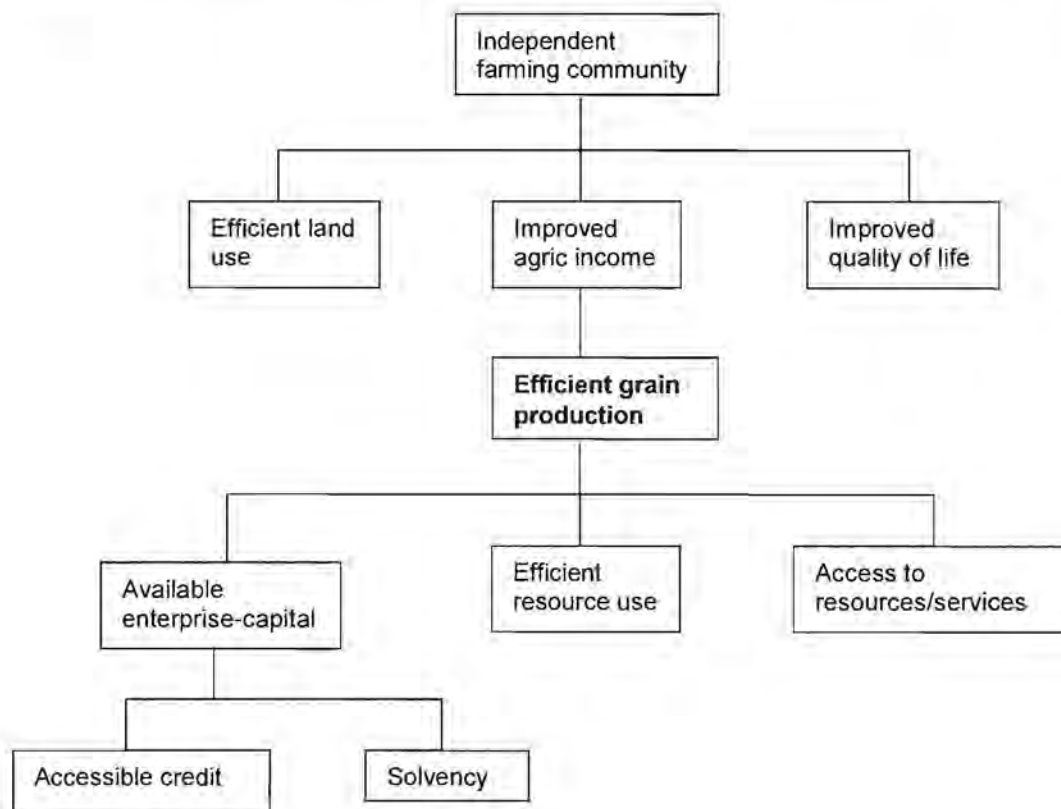 Independent
farming community
Efficient land
use
Improved
agric income
Improved
quality of life
Efficient grain
production
Available
enterprise-capital
Efficient
resource use
Access to
resources/services
Accessible credit
Solvency